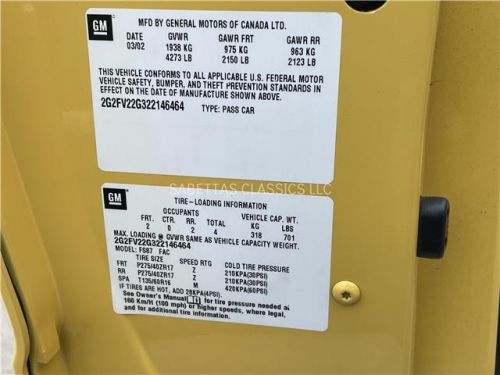 GM
MFD BY GENERAL MOTORS OF CANADA LTD.
DATE GVWR GAWR FRT GAWR RR
03/02 1938 KG 975 KG 963 KG
4273 LB 2150 LB 2123 LB
THIS VEHICLE CONFORMS TO ALL APPLICABLE U.S. FEDERAL MOTOR
VEHICLE SAFETY, BUMPER, AND THEFT PREVENTION STANDARDS IN
EFFECT ON THE DATE OF MANUFACTURE SHOWN ABOVE.
2G2FV22G322146464 TYPE: PASS CAR
SABETTAS CLASSICS LLC
GM
TIRE-LOADING INFORMATION
OCCUPANTS VEHICLE CAP. WT.
FRT. CTR. RR. TOTAL KG LBS
2 0 2 4 318 701
MAX. LOADING @ GVWR SAME AS VEHICLE CAPACITY WEIGHT.
2G2FV22G322146464
MODEL: FS87 FAC
TIRE SIZE SPEED RTG COLD TIRE PRESSURE
FRT P275/40ZR17 Z 210KPA(30PSI)
RR P275/40ZR17 Z 210KPA(30PSI)
SPA T135/80R16 M 420KPA(60PSI)
IF TIRES ARE HOT, ADD 28KPA(4PSI).
See Owner's Manual for tire pressure needed at
160 Km/H (100 mph) or higher speeds, where legal,
and for additional tire information.